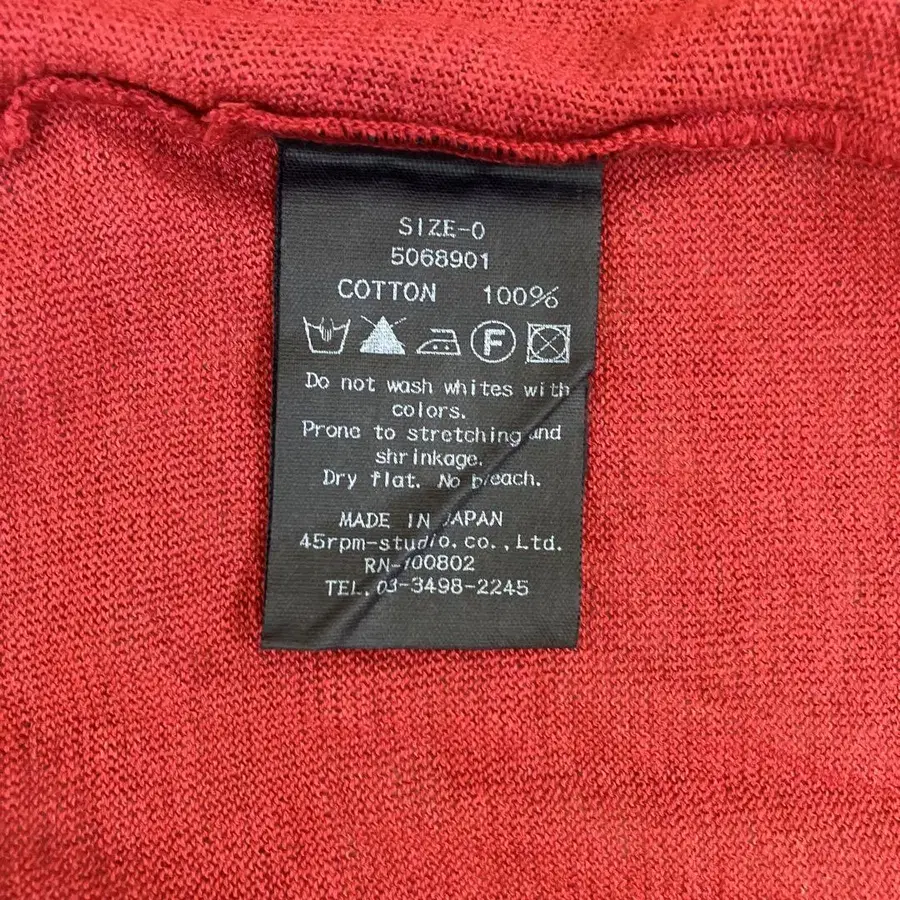 SIZE-0
5068901
COTTON 100%
F
Do not wash whites with
colors.
Prone to stretching and
shrinkage.
Dry flat. No bleach.
MADE IN JAPAN
45rpm-studio.co.,Ltd.
RN-100802
TEL.03-3498-2245